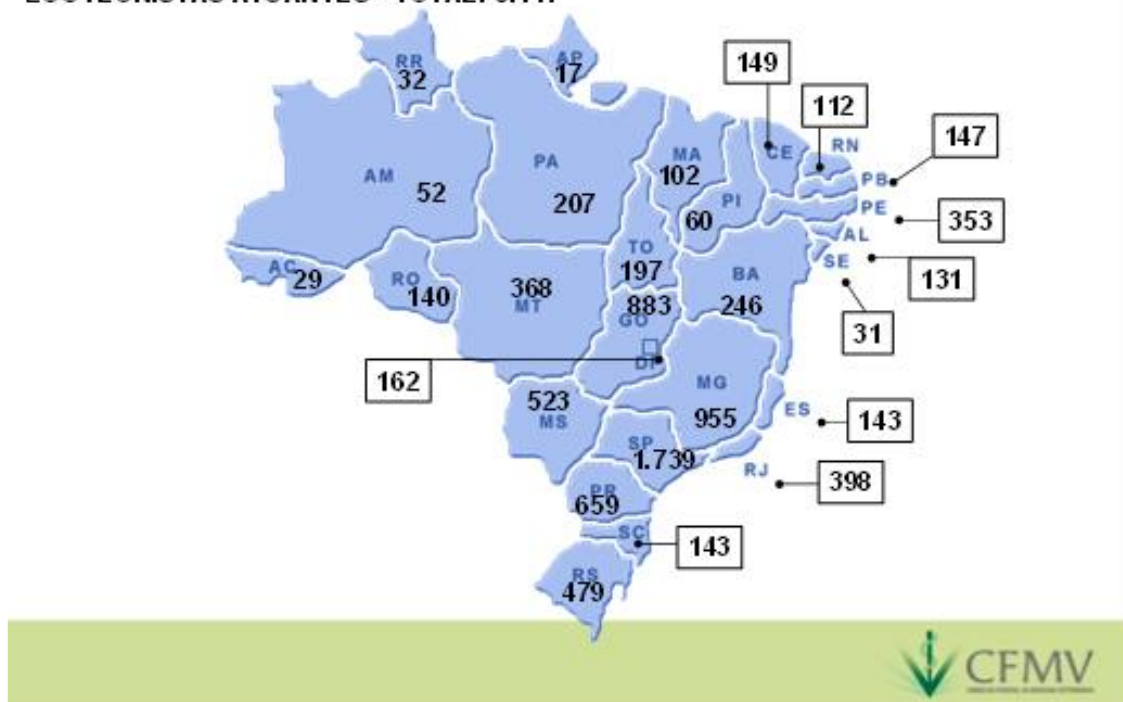 RR
32
AP
17
149
112
RN
147
CE
MA
102
PB
PA
207
AM
52
PI
60
PE
353
AL
131
TO
197
SE
31
BA
246
AC
29
RO
140
368
MT
883
GO
DF
162
MG
955
523
MS
ES
143
SP
1.739
RJ
398
PR
659
SC
143
RS
479
CFMV